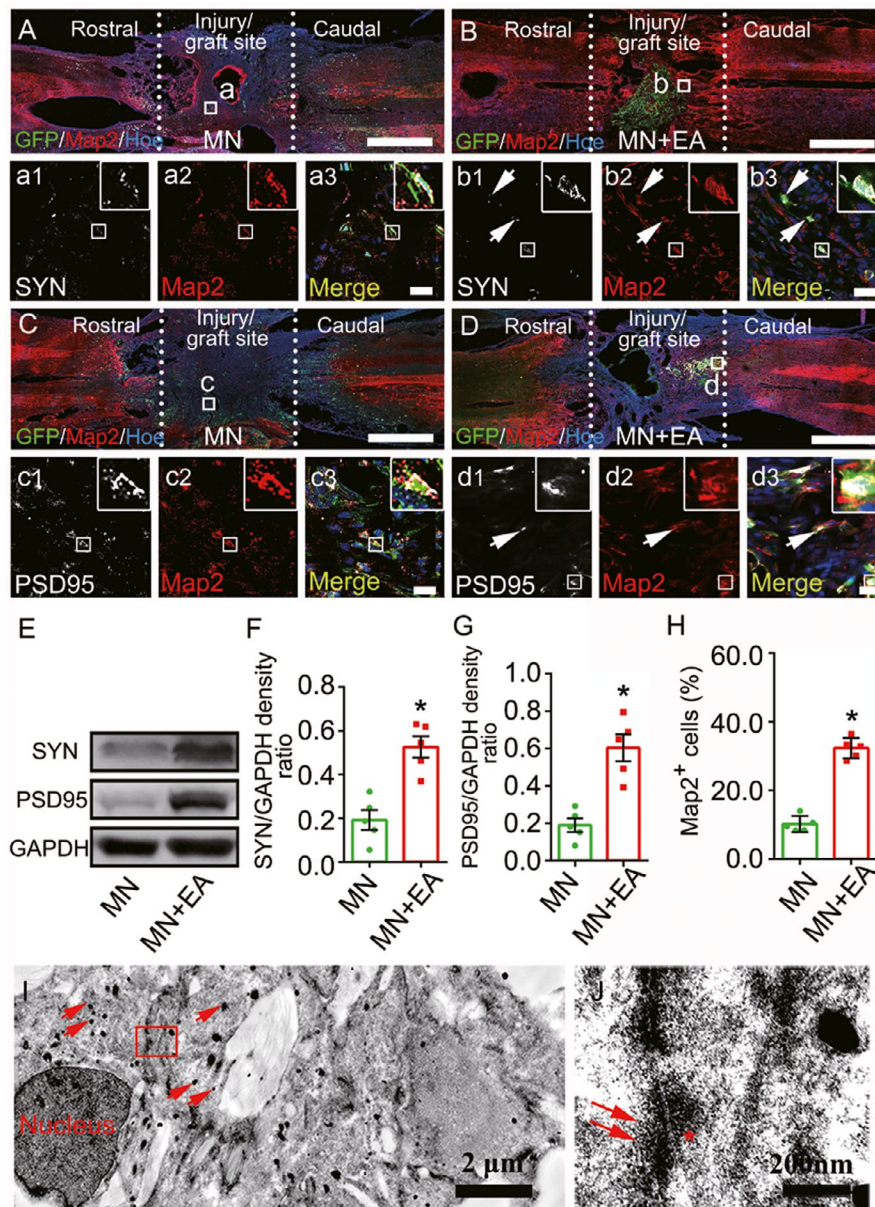 A
Rostral
Injury/
graft site
Caudal
a
GFP/Map2/Hoe
MN
B
Rostral
Injury/
graft site
Caudal
b
GFP/Map2/Hoe
MN+EA
a1
SYN
a2
Map2
a3
Merge
b1
SYN
b2
Map2
b3
Merge
C
Rostral
Injury/
graft site
Caudal
c
GFP/Map2/Hoe
MN
D
Rostral
Injury/
graft site
Caudal
d
GFP/Map2/Hoe
MN+EA
c1
PSD95
c2
Map2
c3
Merge
d1
PSD95
d2
Map2
d3
Merge
E
SYN
PSD95
GAPDH
MN
MN+EA
F
SYN/GAPDH density
ratio
0.8
0.6
0.4
0.2
0.0
*
MN
MN+EA
G
PSD95/GAPDH density
ratio
1.0
0.8
0.6
0.4
0.2
0.0
*
MN
MN+EA
H
Map2+ cells (%)
60.0
40.0
20.0
0.0
*
MN
MN+EA
I
Nucleus
2 μm
J
200nm